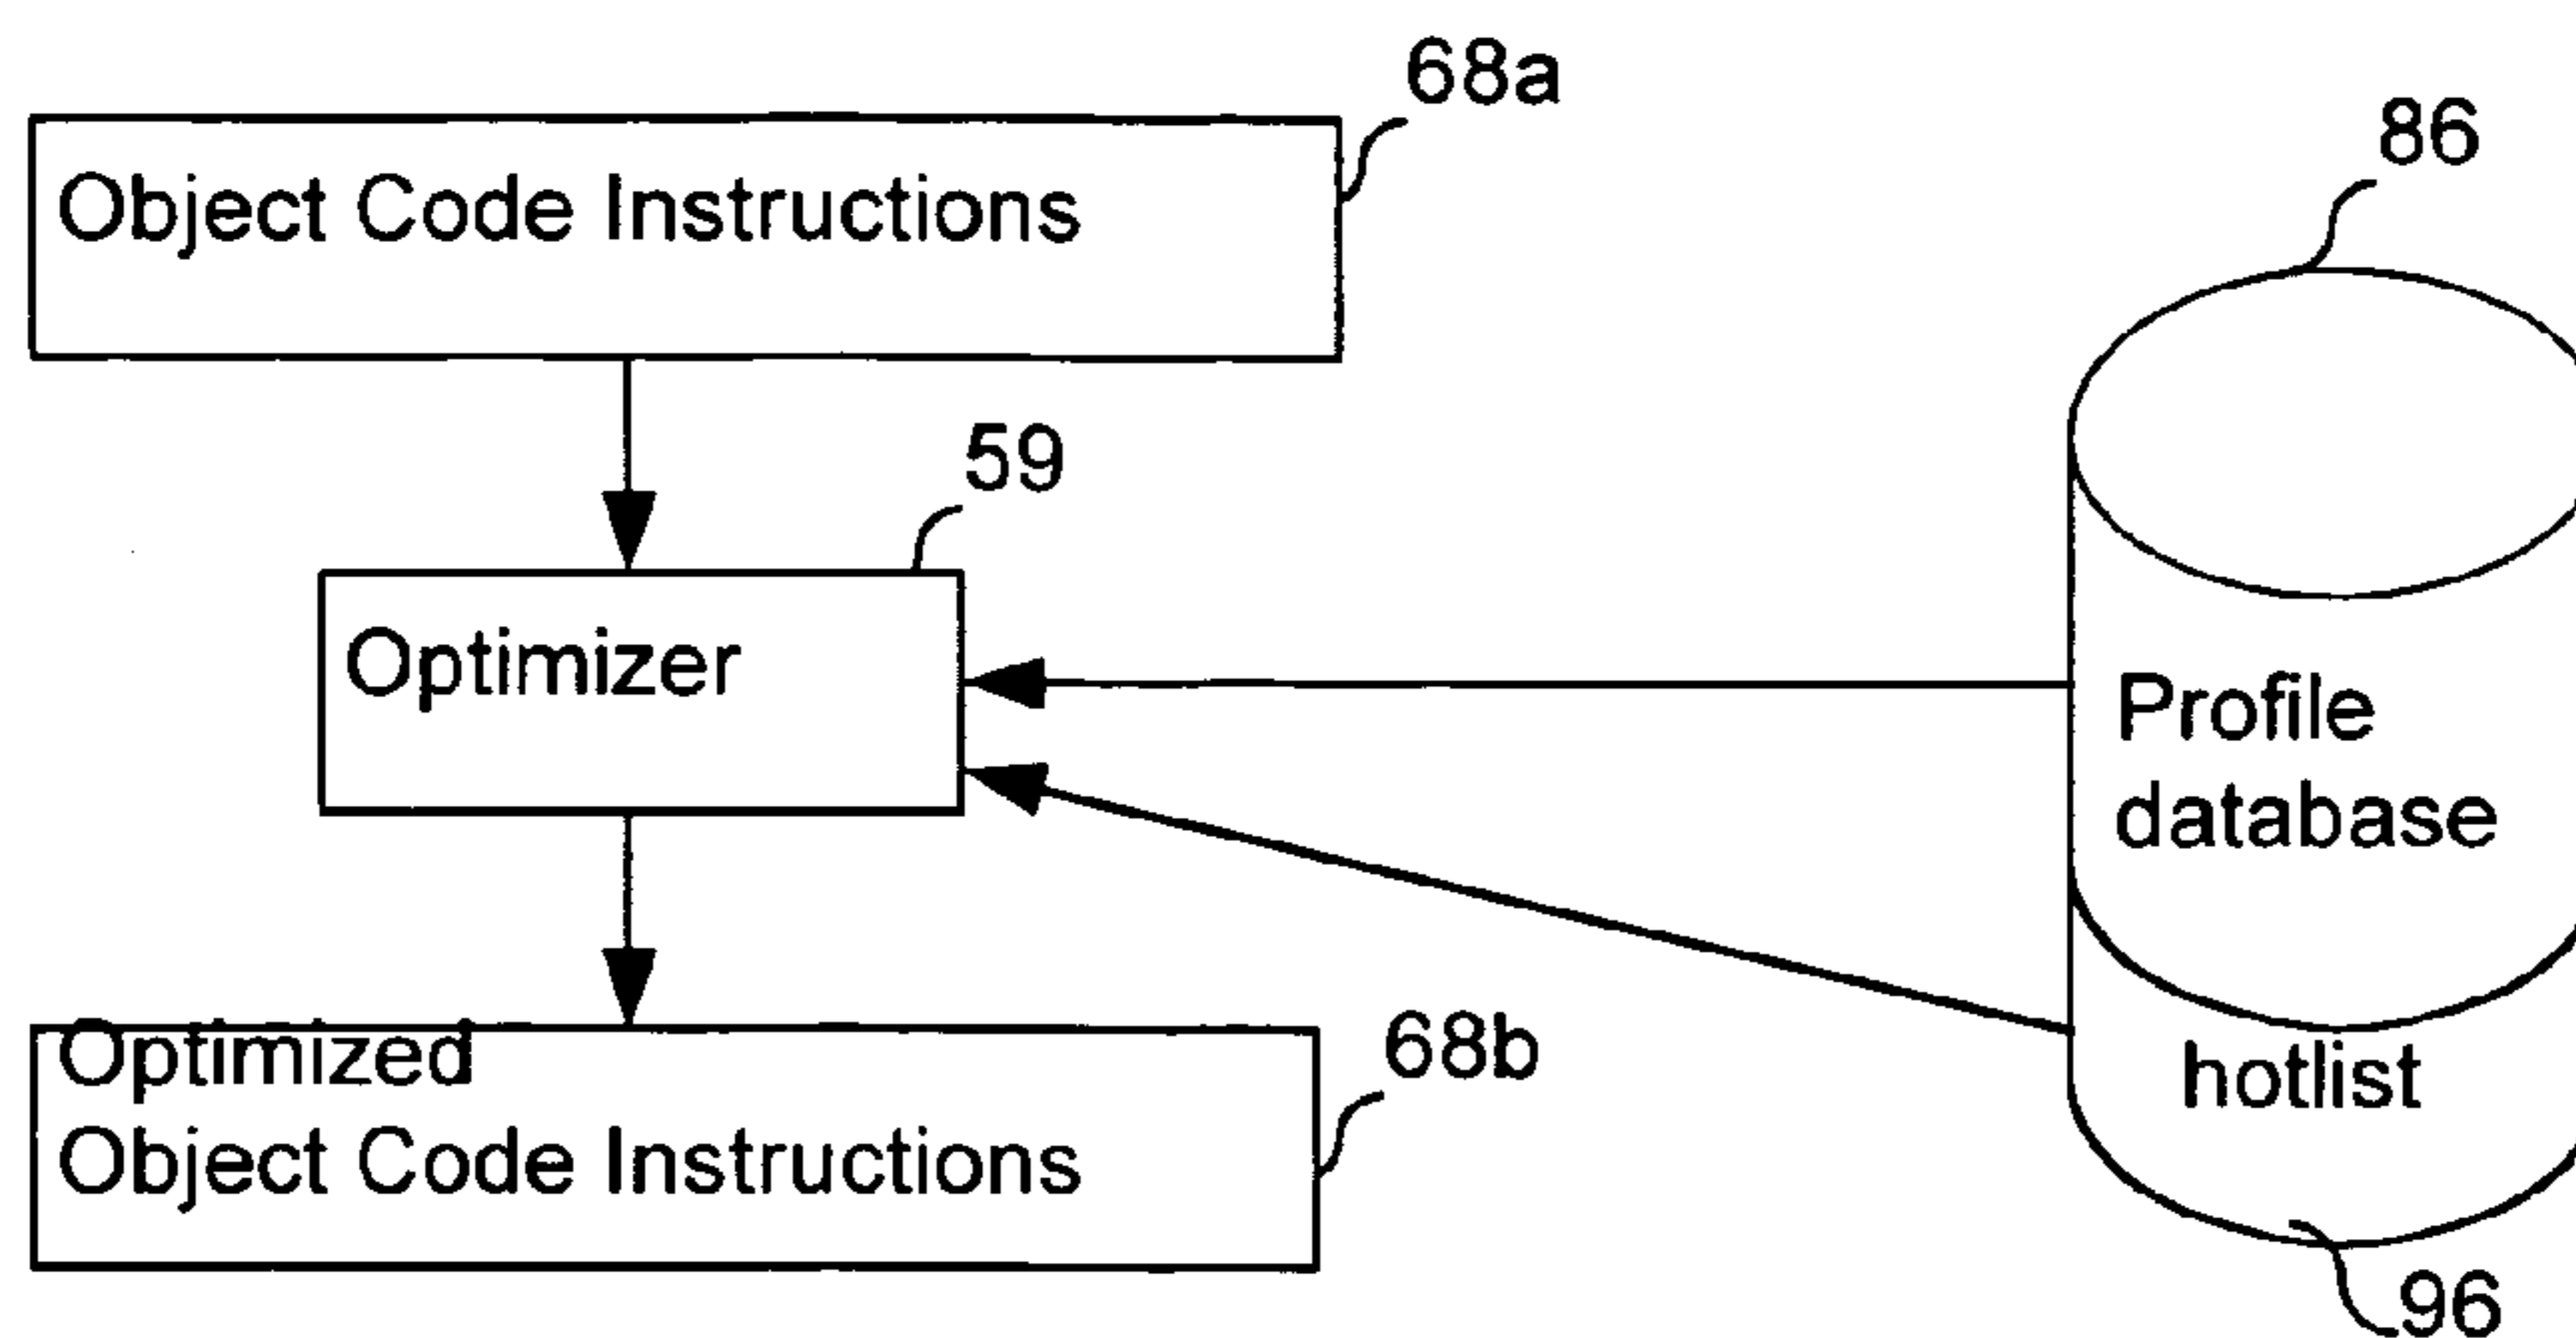 68a
Object Code Instructions
86
59
Optimizer
Profile
database
68b
Optimized
Object Code Instructions
hotlist
96